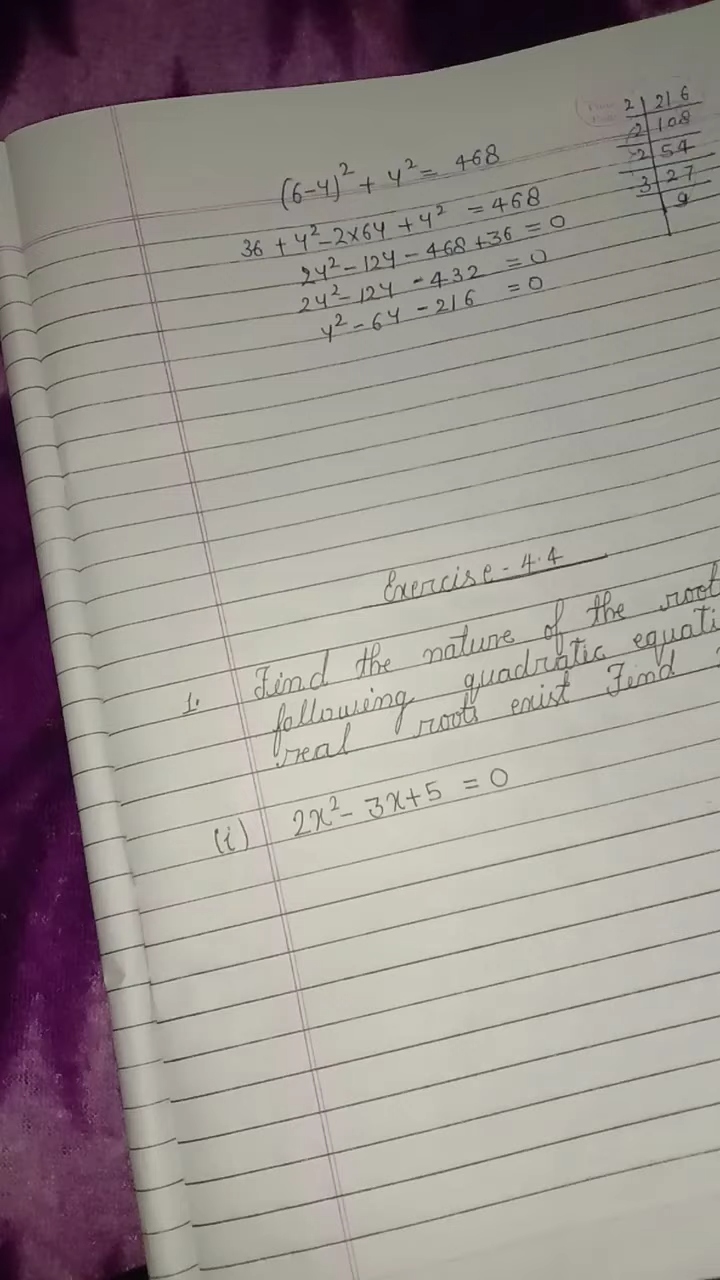 (6-y)² + y² = 468
36 + y² - 2x6y + y² = 468
2y² - 12y - 468 + 36 = 0
2y² - 12y - 432 = 0
y² - 6y - 216 = 0
2 | 216
2 | 108
2 | 54
3 | 27
9
Exercise - 4.4
1. Find the nature of the root
following quadratic equati
real roots exist Find
(i) 2x² - 3x + 5 = 0